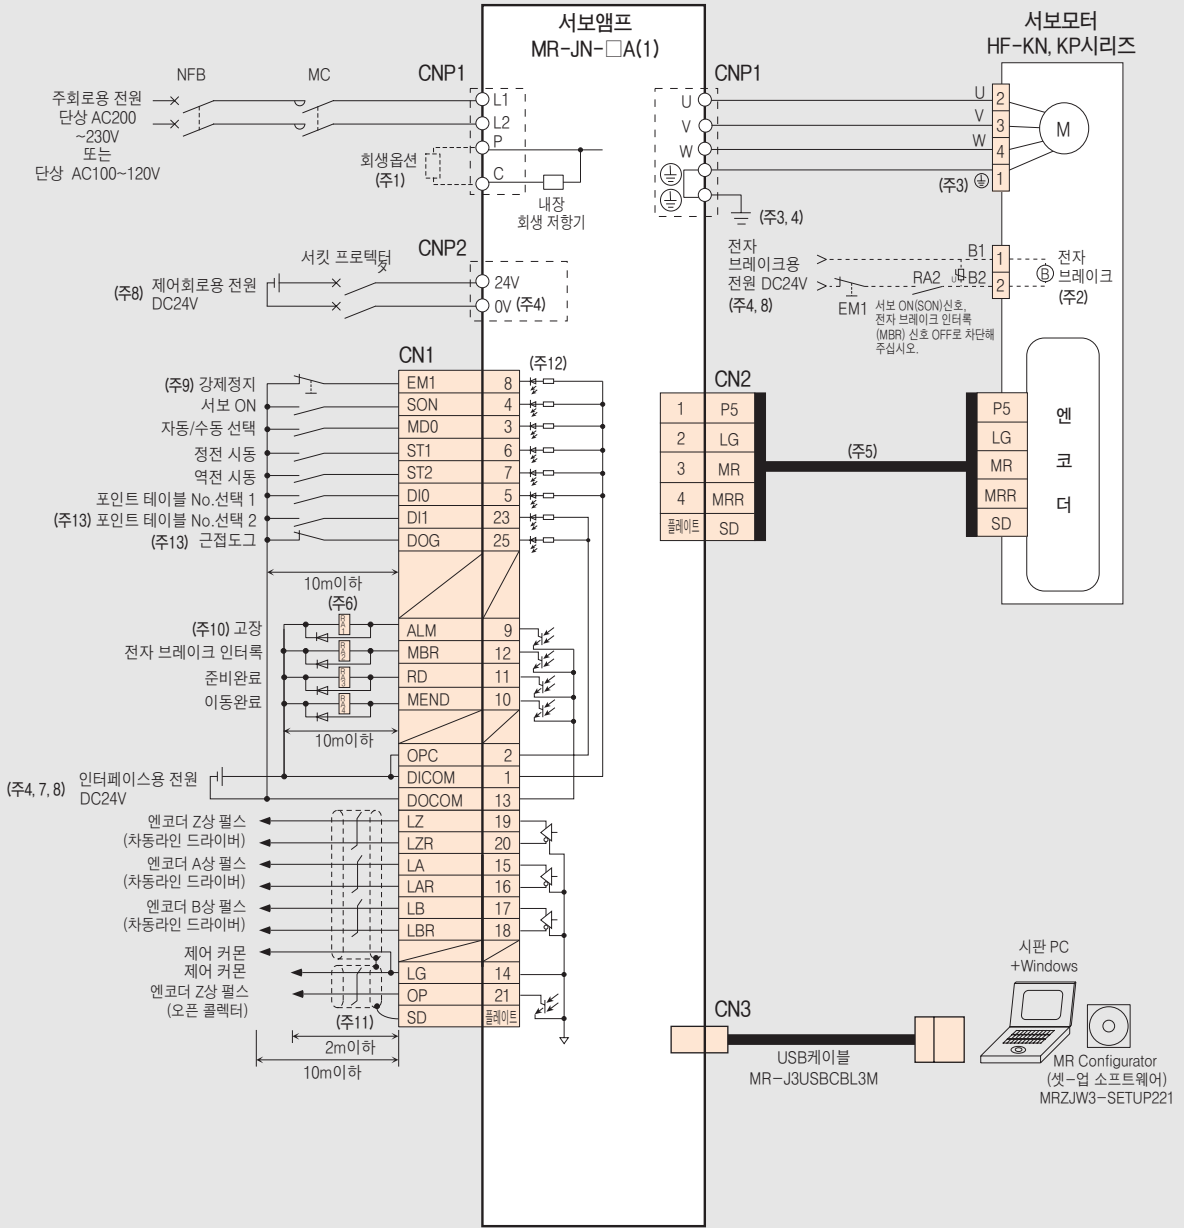 서보앰프
MR-JN-□A(1)
서보모터
HF-KN, KP시리즈
NFB
MC
CNP1
주회로용 전원
단상 AC200
~230V
또는
단상 AC100~120V
L1
L2
P
C
회생옵션
(주1)
내장
회생 저항기
CNP1
U
V
W
U
V
W
2
3
4
1
M
(주3)
(주3, 4)
CNP2
서킷 프로텍터
(주8) 제어회로용 전원
DC24V
24V
0V (주4)
전자
브레이크용
전원 DC24V
(주4, 8)
B1
RA2
B2
EM1
1
2
B
전자
브레이크
(주2)
서보 ON(SON)신호,
전자 브레이크 인터록
(MBR) 신호 OFF로 차단해
주십시오.
CN1
(주12)
(주9) 강제정지 EM1 8
서보 ON SON 4
자동/수동 선택 MD0 3
정전 시동 ST1 6
역전 시동 ST2 7
포인트 테이블 No.선택 1 DI0 5
(주13) 포인트 테이블 No.선택 2 DI1 23
(주13) 근접도그 DOG 25
10m이하
(주6)
(주10) 고장 RA1 ALM 9
전자 브레이크 인터록 RA2 MBR 12
준비완료 RA3 RD 11
이동완료 RA4 MEND 10
10m이하
OPC 2
(주4, 7, 8) 인터페이스용 전원
DC24V
DICOM 1
DOCOM 13
엔코더 Z상 펄스
(차동라인 드라이버)
LZ 19
LZR 20
엔코더 A상 펄스
(차동라인 드라이버)
LA 15
LAR 16
엔코더 B상 펄스
(차동라인 드라이버)
LB 17
LBR 18
제어 커몬
제어 커몬
LG 14
엔코더 Z상 펄스
(오픈 콜렉터)
OP 21
SD 플레이트
(주11)
2m이하
10m이하
CN2
1 P5
2 LG
3 MR
4 MRR
플레이트 SD
(주5)
P5
LG
MR
MRR
SD
엔
코
더
CN3
USB케이블
MR-J3USBCBL3M
시판 PC
+Windows
MR Configurator
(셋-업 소프트웨어)
MRZJW3-SETUP221